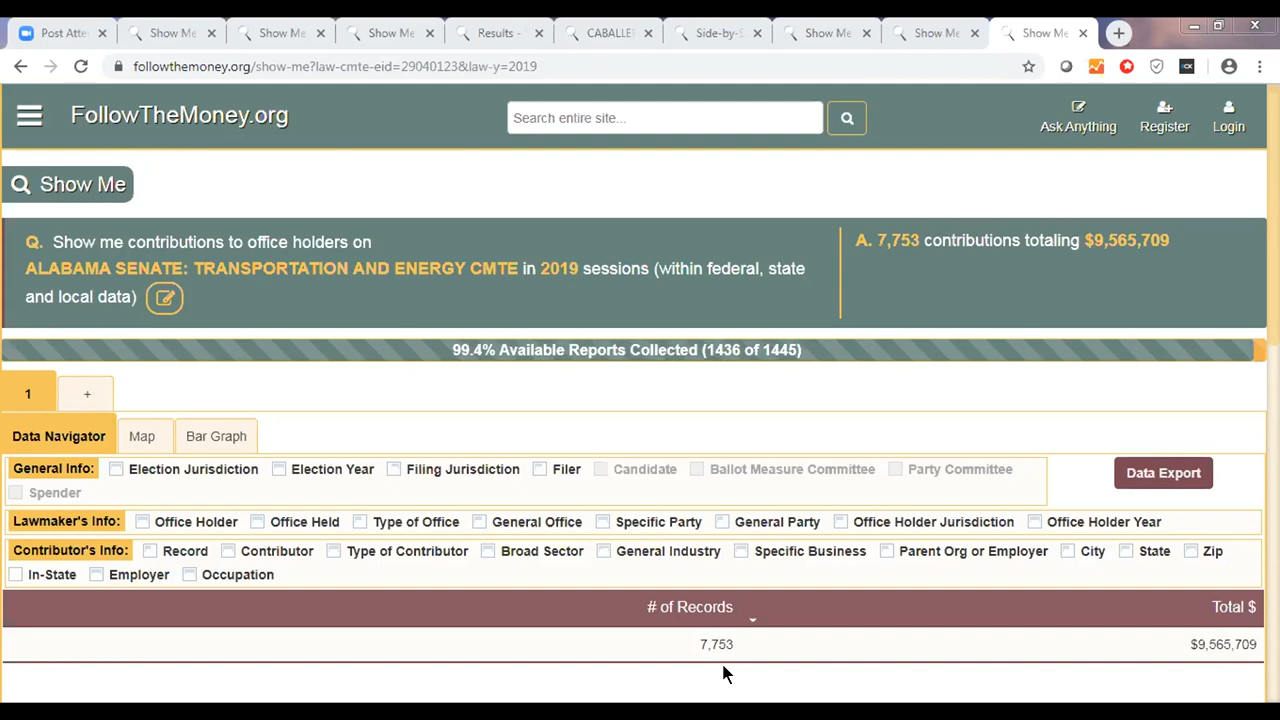 Post Atte
Show Me
Show Me
Show Me
Results -
CABALLE
Side-by-S
Show Me
Show Me
Show Me
followthemoney.org/show-me?law-cmte-eid=29040123&law-y=2019
FollowTheMoney.org
Search entire site...
Ask Anything
Register
Login
Show Me
Q. Show me contributions to office holders on
ALABAMA SENATE: TRANSPORTATION AND ENERGY CMTE in 2019 sessions (within federal, state
and local data)
A. 7,753 contributions totaling $9,565,709
99.4% Available Reports Collected (1436 of 1445)
1
+
Data Navigator
Map
Bar Graph
General Info: Election Jurisdiction Election Year Filing Jurisdiction Filer Candidate Ballot Measure Committee Party Committee
Spender
Data Export
Lawmaker's Info: Office Holder Office Held Type of Office General Office Specific Party General Party Office Holder Jurisdiction Office Holder Year
Contributor's Info: Record Contributor Type of Contributor Broad Sector General Industry Specific Business Parent Org or Employer City State Zip
In-State Employer Occupation
# of Records Total $
7,753 $9,565,709